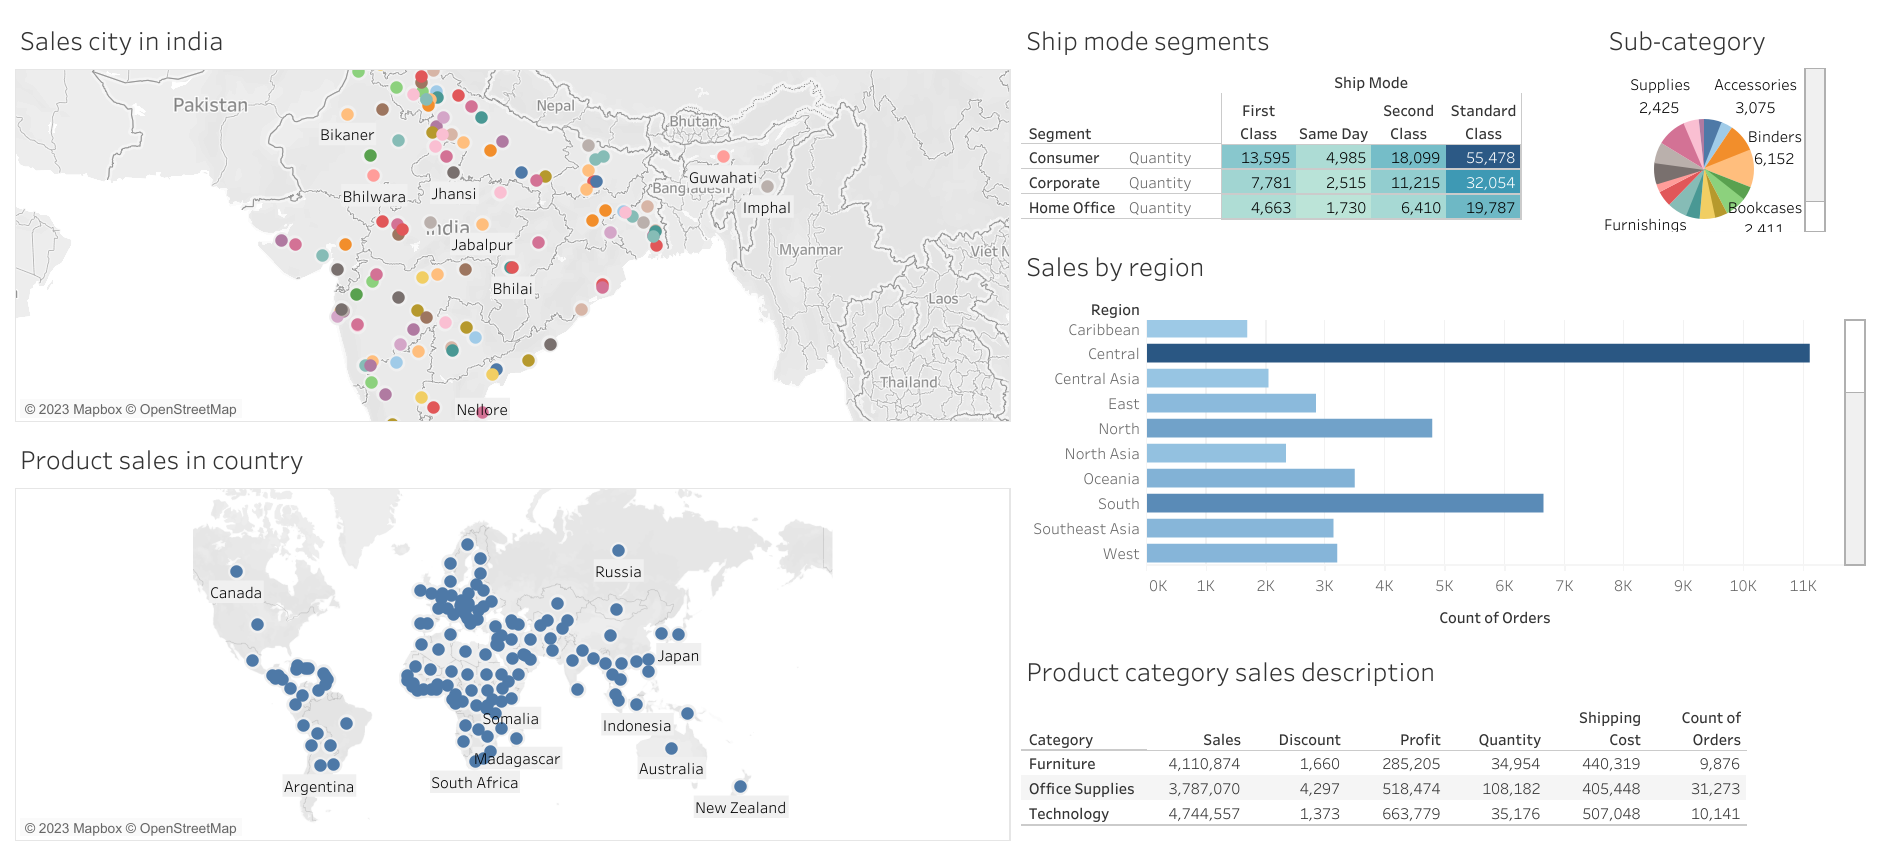 Sales city in india
Pakistan
Nepal
Bhutan
Bikaner
Guwahati
Bangladesh
Bhilwara
Jhansi
Imphal
India
Jabalpur
Myanmar
Viet N
Bhilai
Laos
Thailand
Nellore
© 2023 Mapbox © OpenStreetMap
Product sales in country
Russia
Canada
Japan
Somalia
Indonesia
Madagascar
Australia
South Africa
Argentina
New Zealand
© 2023 Mapbox © OpenStreetMap
Ship mode segments
Ship Mode
Segment First Class Same Day Second Class Standard Class
Consumer Quantity 13,595 4,985 18,099 55,478
Corporate Quantity 7,781 2,515 11,215 32,054
Home Office Quantity 4,663 1,730 6,410 19,787
Sub-category
Supplies Accessories
2,425 3,075
Binders
6,152
Bookcases
2,411
Furnishings
Sales by region
Region
Caribbean
Central
Central Asia
East
North
North Asia
Oceania
South
Southeast Asia
West
0K 1K 2K 3K 4K 5K 6K 7K 8K 9K 10K 11K
Count of Orders
Product category sales description
Category Sales Discount Profit Quantity Shipping Cost Count of Orders
Furniture 4,110,874 1,660 285,205 34,954 440,319 9,876
Office Supplies 3,787,070 4,297 518,474 108,182 405,448 31,273
Technology 4,744,557 1,373 663,779 35,176 507,048 10,141